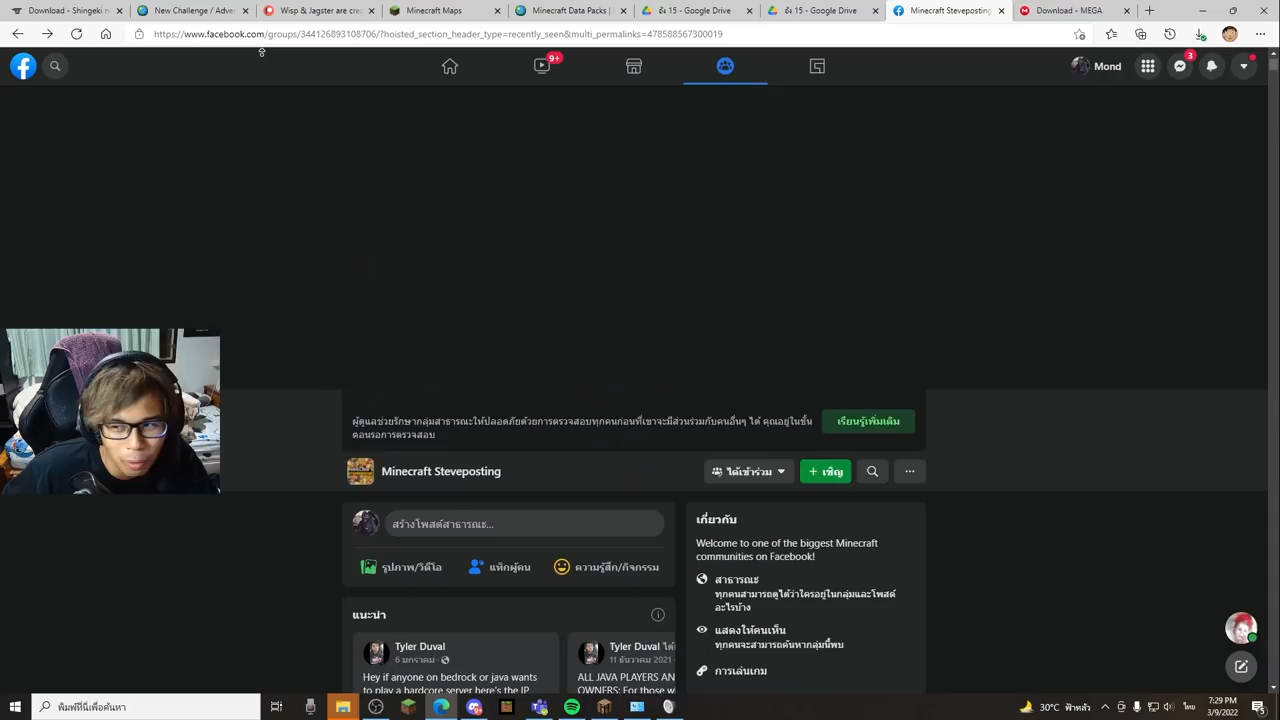 Download - Shingeki n
New Challenge / Adver
Wisp & Jagster are cre
Minecraft Maps
Minecraft Data Packs |
อัง 15 - Google Drive
อัง 15 - Google Drive
Minecraft Steveposting
Download - MEGA
https://www.facebook.com/groups/344126893108706/?hoisted_section_header_type=recently_seen&multi_permalinks=478588567300019
9+
Mond
3
ผู้ดูแลช่วยรักษากลุ่มสาธารณะให้ปลอดภัยด้วยการตรวจสอบทุกคนก่อนที่เขาจะมีส่วนร่วมกับคนอื่นๆ ได้ คุณอยู่ในขั้น
ตอนรอการตรวจสอบ
เรียนรู้เพิ่มเติม
Minecraft Steveposting
ได้เข้าร่วม
+ เชิญ
สร้างโพสต์สาธารณะ...
รูปภาพ/วิดีโอ
แท็กผู้คน
ความรู้สึก/กิจกรรม
แนะนำ
Tyler Duval
6 มกราคม ·
Hey if anyone on bedrock or java wants
to play a hardcore server here's the IP
Tyler Duval ได้
11 ธันวาคม 2021 ·
ALL JAVA PLAYERS AN
OWNERS: For those w
เกี่ยวกับ
Welcome to one of the biggest Minecraft
communities on Facebook!
สาธารณะ
ทุกคนสามารถดูได้ว่าใครอยู่ในกลุ่มและโพสต์
อะไรบ้าง
แสดงให้คนเห็น
ทุกคนจะสามารถค้นหากลุ่มนี้พบ
การเล่นเกม
พิมพ์ที่นี่เพื่อค้นหา
30°C ฟ้าหลัว
ไทย
7:29 PM
3/9/2022